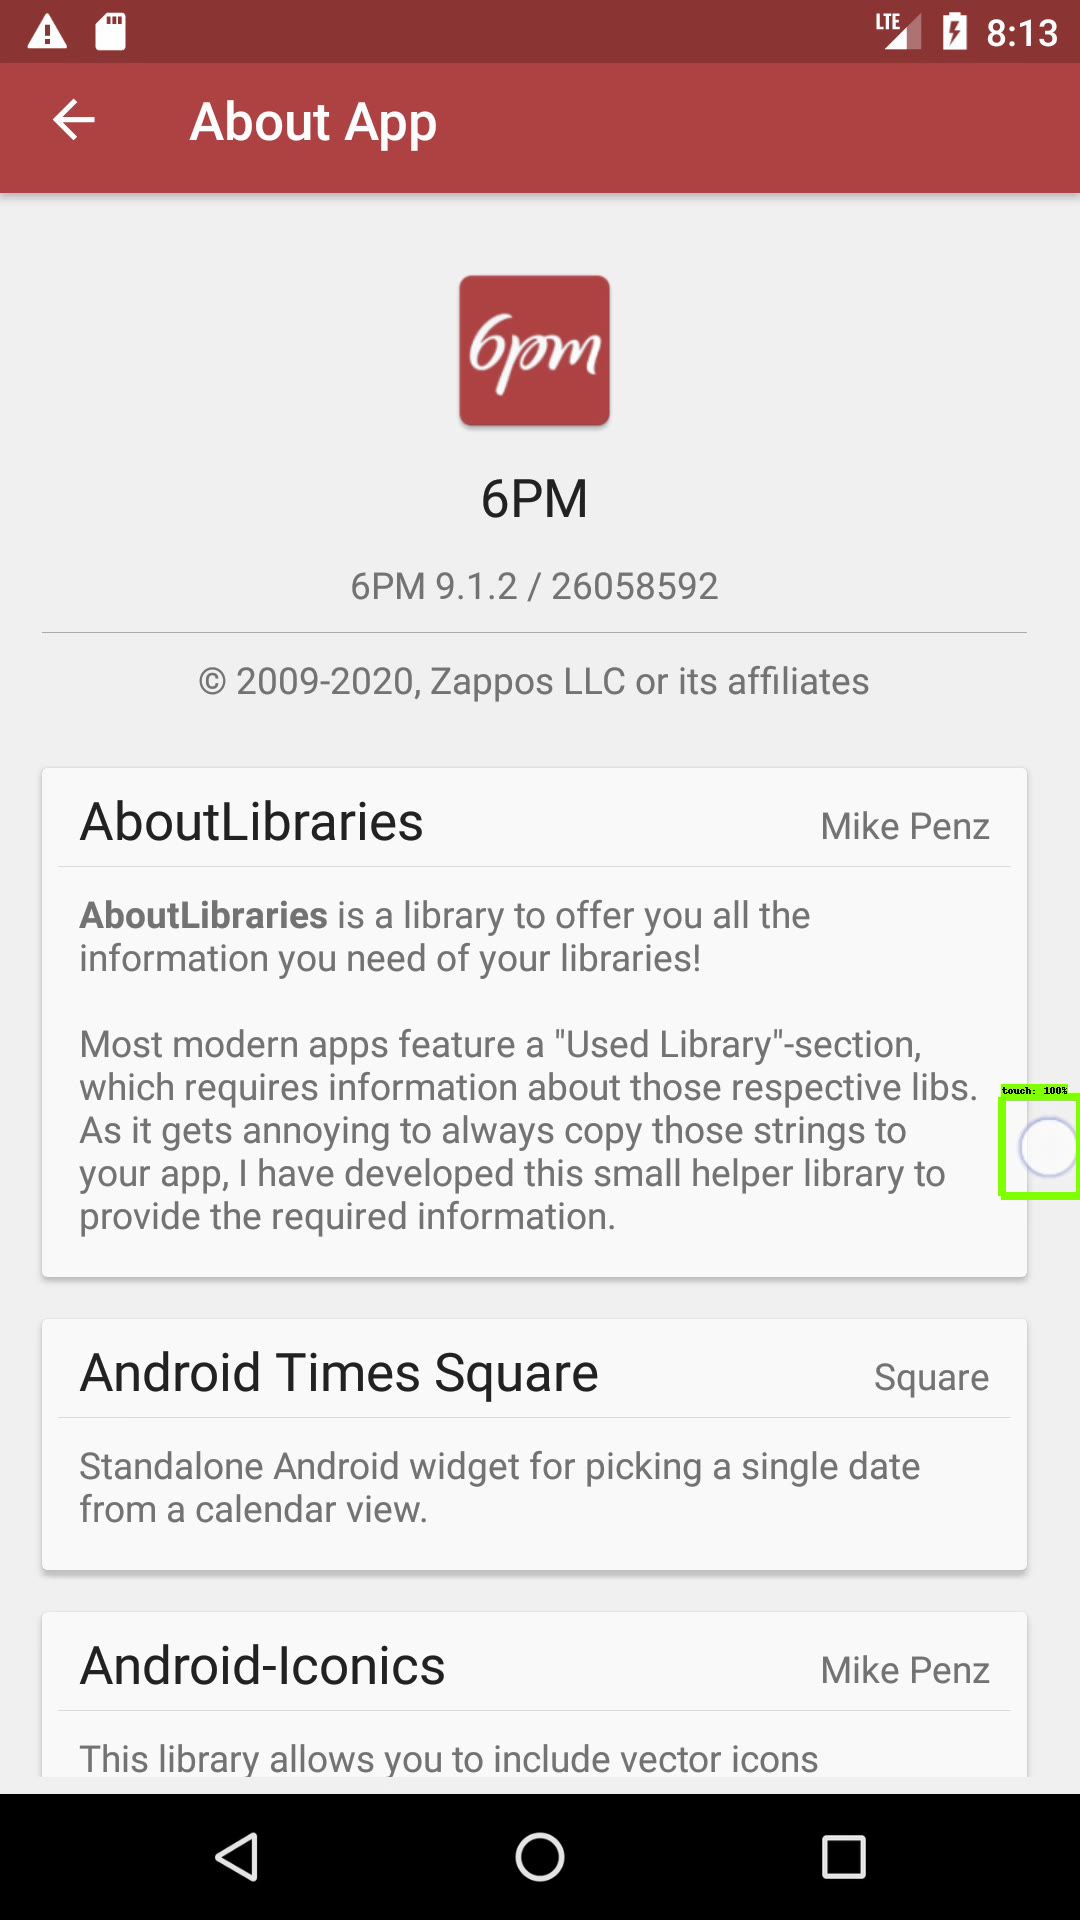 LTE 8:13
About App
6pm
6PM
6PM 9.1.2 / 26058592
© 2009-2020, Zappos LLC or its affiliates
AboutLibraries Mike Penz
AboutLibraries is a library to offer you all the
information you need of your libraries!
Most modern apps feature a "Used Library"-section,
which requires information about those respective libs.
As it gets annoying to always copy those strings to
your app, I have developed this small helper library to
provide the required information.
touch: 100%
Android Times Square Square
Standalone Android widget for picking a single date
from a calendar view.
Android-Iconics Mike Penz
This library allows you to include vector icons